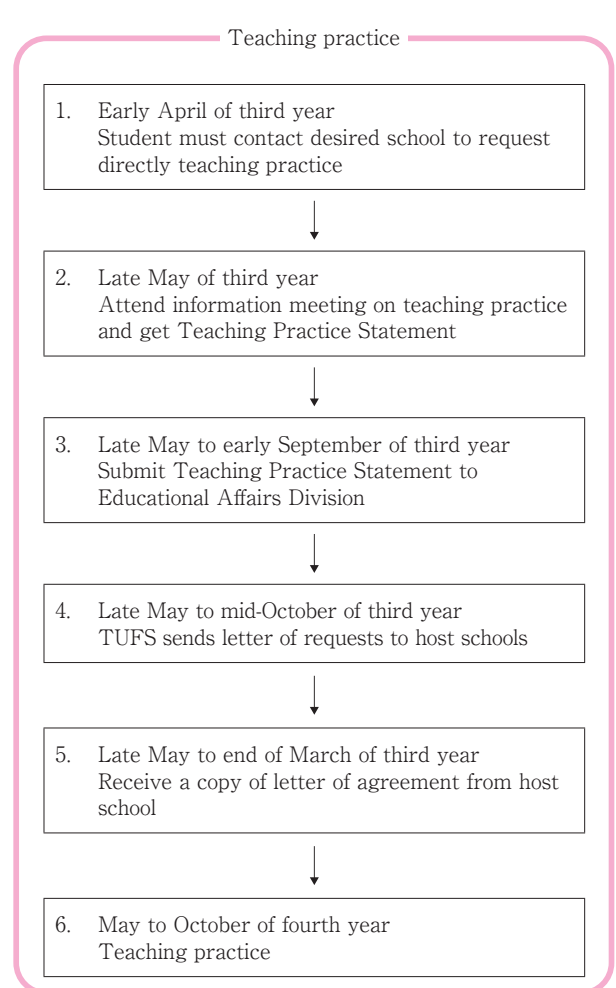 Teaching practice
1. Early April of third year
Student must contact desired school to request
directly teaching practice
2. Late May of third year
Attend information meeting on teaching practice
and get Teaching Practice Statement
3. Late May to early September of third year
Submit Teaching Practice Statement to
Educational Affairs Division
4. Late May to mid-October of third year
TUFS sends letter of requests to host schools
5. Late May to end of March of third year
Receive a copy of letter of agreement from host
school
6. May to October of fourth year
Teaching practice